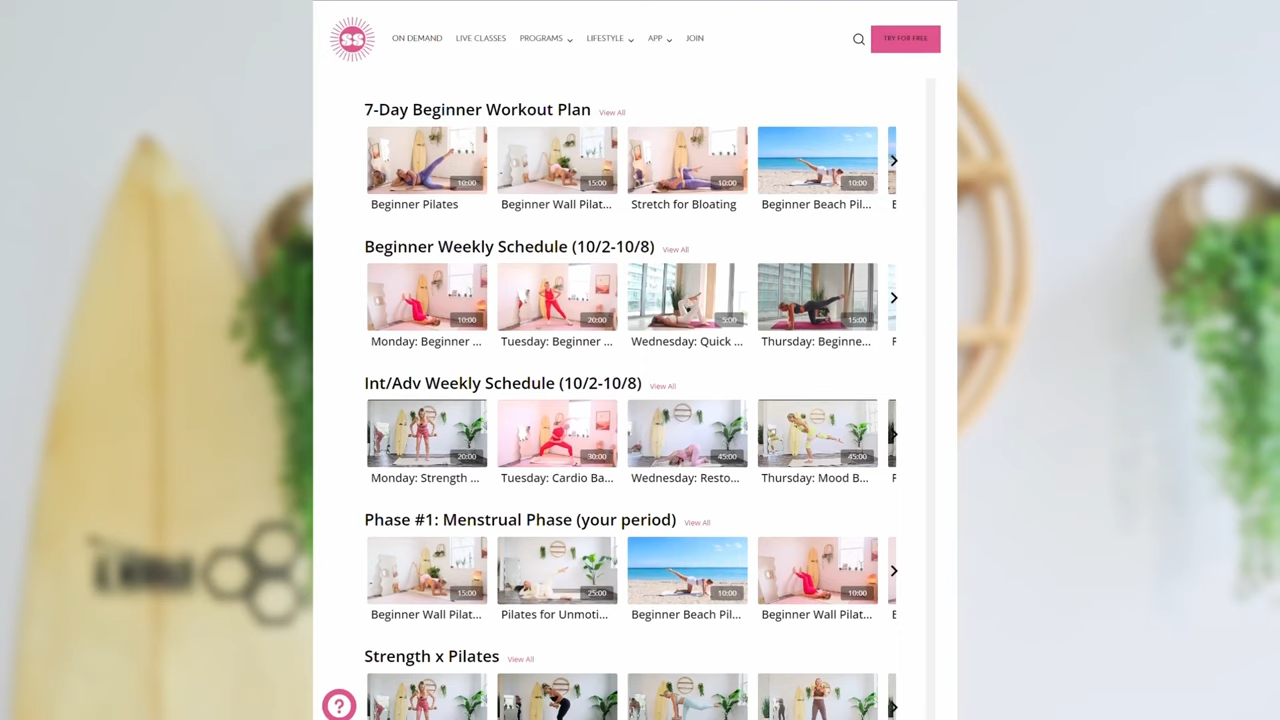 SS
ON DEMAND LIVE CLASSES PROGRAMS LIFESTYLE APP JOIN TRY FOR FREE
7-Day Beginner Workout Plan View All
10:00 15:00 10:00 10:00
Beginner Pilates Beginner Wall Pilat... Stretch for Bloating Beginner Beach Pil... E
Beginner Weekly Schedule (10/2-10/8) View All
10:00 20:00 5:00 15:00
Monday: Beginner ... Tuesday: Beginner ... Wednesday: Quick ... Thursday: Beginne... F
Int/Adv Weekly Schedule (10/2-10/8) View All
20:00 30:00 45:00 45:00
Monday: Strength ... Tuesday: Cardio Ba... Wednesday: Resto... Thursday: Mood B... F
Phase #1: Menstrual Phase (your period) View All
15:00 25:00 10:00 10:00
Beginner Wall Pilat... Pilates for Unmoti... Beginner Beach Pil... Beginner Wall Pilat... E
Strength x Pilates View All
?